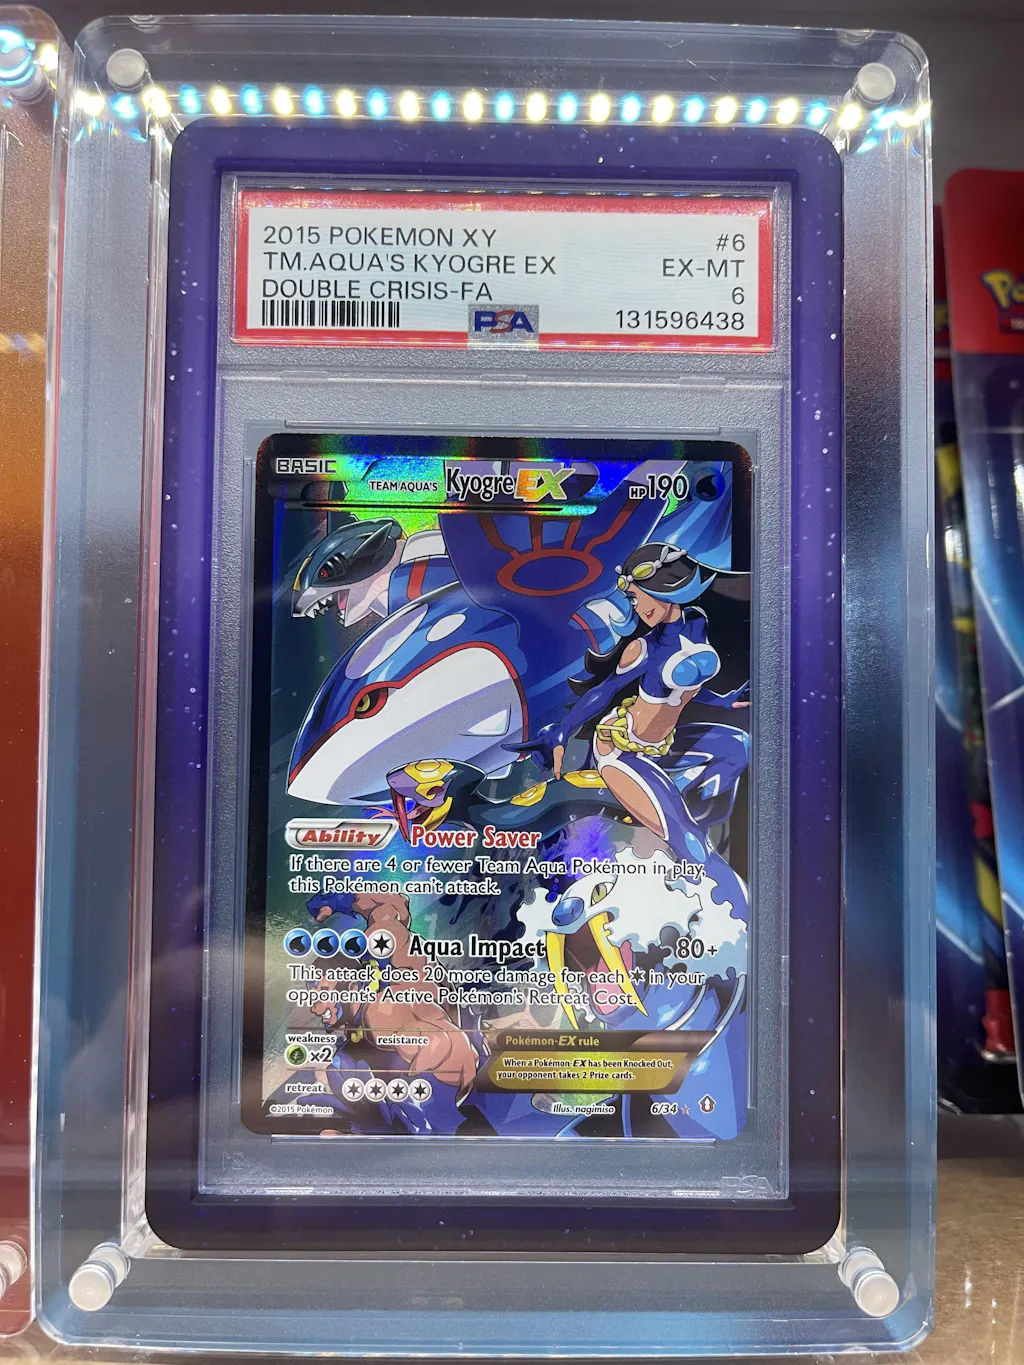 2015 POKEMON XY #6
TM.AQUA'S KYOGRE EX EX-MT
DOUBLE CRISIS-FA 6
PSA 131596438
BASIC
TEAM AQUA'S Kyogre EX HP 190
Ability Power Saver
If there are 4 or fewer Team Aqua Pokémon in play,
this Pokémon can't attack.
Aqua Impact 80+
This attack does 20 more damage for each in your
opponent's Active Pokémon's Retreat Cost.
weakness resistance
×2
retreat
Pokémon-EX rule
When a Pokémon-EX has been Knocked Out,
your opponent takes 2 Prize cards.
©2015 Pokémon Illus. nagimiso 6/34
PSA
Po